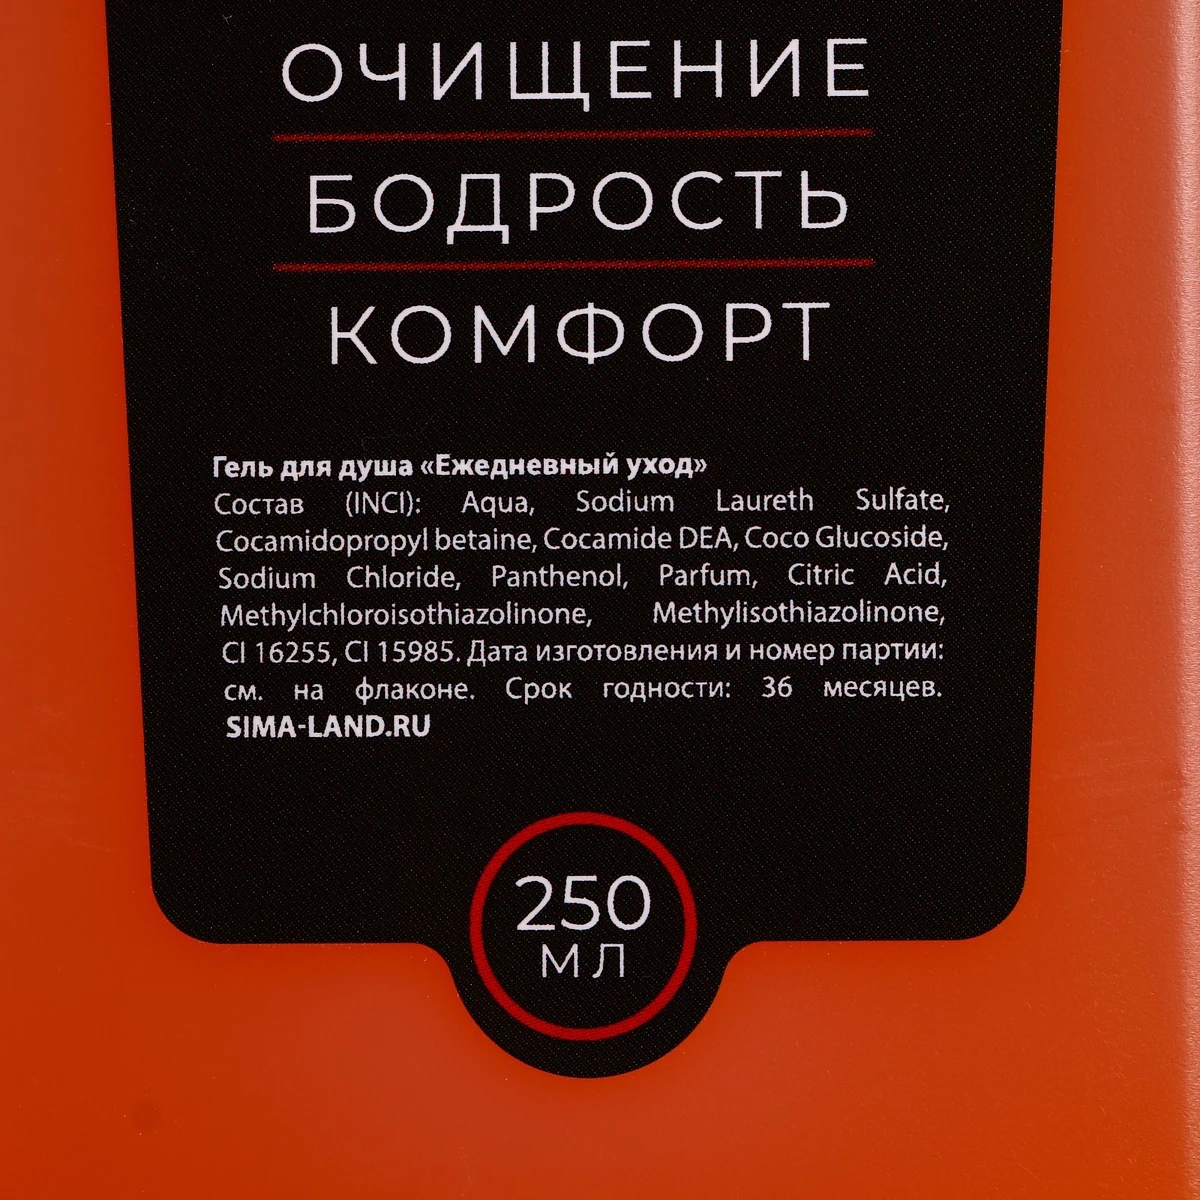 ОЧИЩЕНИЕ
БОДРОСТЬ
КОМФОРТ
Гель для душа «Ежедневный уход»
Состав (INCI): Aqua, Sodium Laureth Sulfate,
Cocamidopropyl betaine, Cocamide DEA, Coco Glucoside,
Sodium Chloride, Panthenol, Parfum, Citric Acid,
Methylchloroisothiazolinone, Methylisothiazolinone,
CI 16255, CI 15985. Дата изготовления и номер партии:
см. на флаконе. Срок годности: 36 месяцев.
SIMA-LAND.RU
250
МЛ